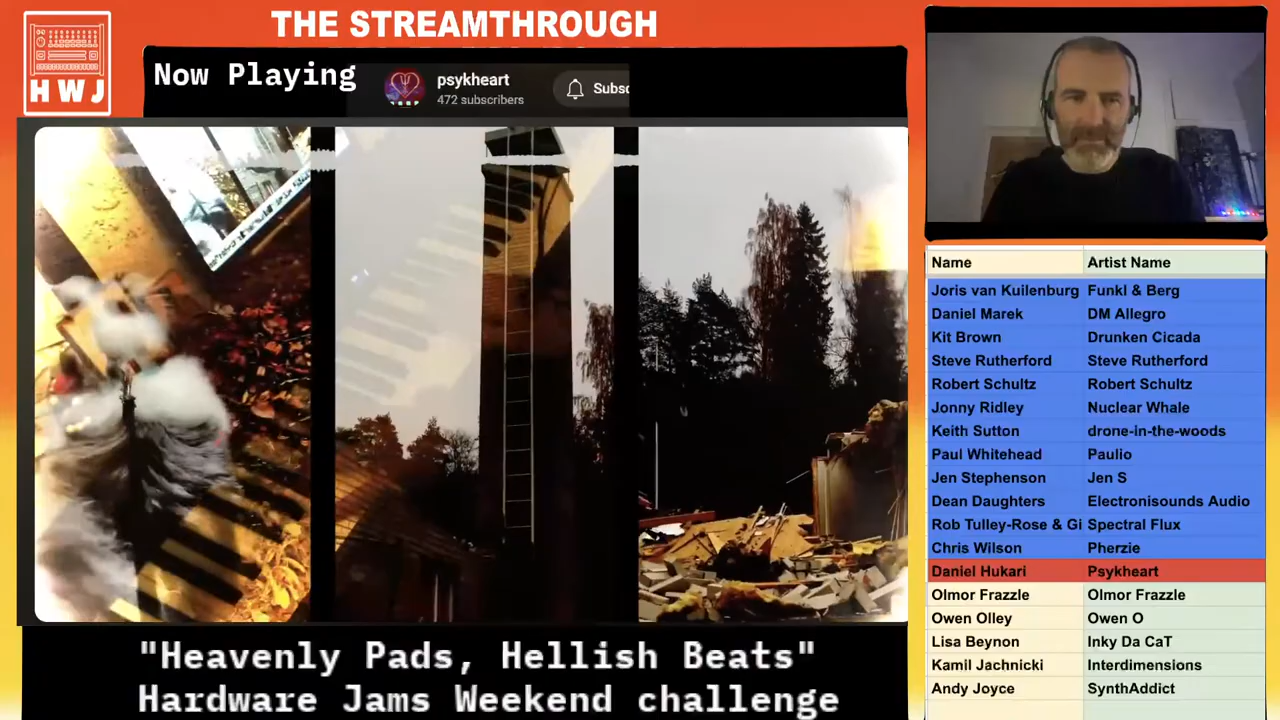 THE STREAMTHROUGH
HWJ
Now Playing
psykheart
472 subscribers
Subsc
"Heavenly Pads, Hellish Beats"
Hardware Jams Weekend challenge
Name Artist Name
Joris van Kuilenburg Funkl & Berg
Daniel Marek DM Allegro
Kit Brown Drunken Cicada
Steve Rutherford Steve Rutherford
Robert Schultz Robert Schultz
Jonny Ridley Nuclear Whale
Keith Sutton drone-in-the-woods
Paul Whitehead Paulio
Jen Stephenson Jen S
Dean Daughters Electronisounds Audio
Rob Tulley-Rose & Gi Spectral Flux
Chris Wilson Pherzie
Daniel Hukari Psykheart
Olmor Frazzle Olmor Frazzle
Owen Olley Owen O
Lisa Beynon Inky Da CaT
Kamil Jachnicki Interdimensions
Andy Joyce SynthAddict